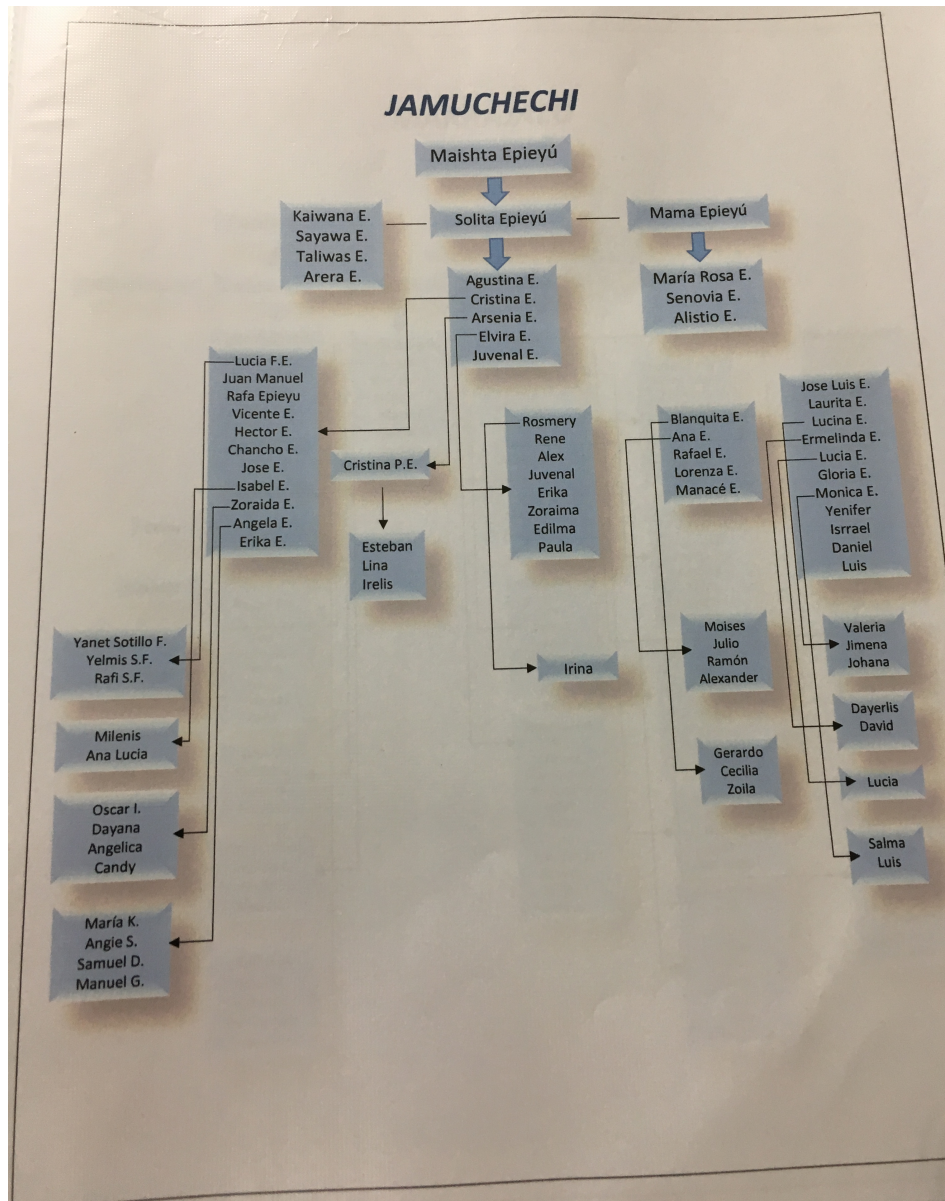 JAMUCHECHI
Maishta Epieyú
Kaiwana E.
Sayawa E.
Taliwas E.
Arera E.
Solita Epieyú
Mama Epieyú
Agustina E.
Cristina E.
Arsenia E.
Elvira E.
Juvenal E.
María Rosa E.
Senovia E.
Alistio E.
Lucia F.E.
Juan Manuel
Rafa Epieyu
Vicente E.
Hector E.
Chancho E.
Jose E.
Isabel E.
Zoraida E.
Angela E.
Erika E.
Cristina P.E.
Esteban
Lina
Irelis
Rosmery
Rene
Alex
Juvenal
Erika
Zoraima
Edilma
Paula
Blanquita E.
Ana E.
Rafael E.
Lorenza E.
Manacé E.
Jose Luis E.
Laurita E.
Lucina E.
Ermelinda E.
Lucia E.
Gloria E.
Monica E.
Yenifer
Isrrael
Daniel
Luis
Yanet Sotillo F.
Yelmis S.F.
Rafi S.F.
Milenis
Ana Lucia
Oscar I.
Dayana
Angelica
Candy
María K.
Angie S.
Samuel D.
Manuel G.
Irina
Moises
Julio
Ramón
Alexander
Gerardo
Cecilia
Zoila
Valeria
Jimena
Johana
Dayerlis
David
Lucia
Salma
Luis